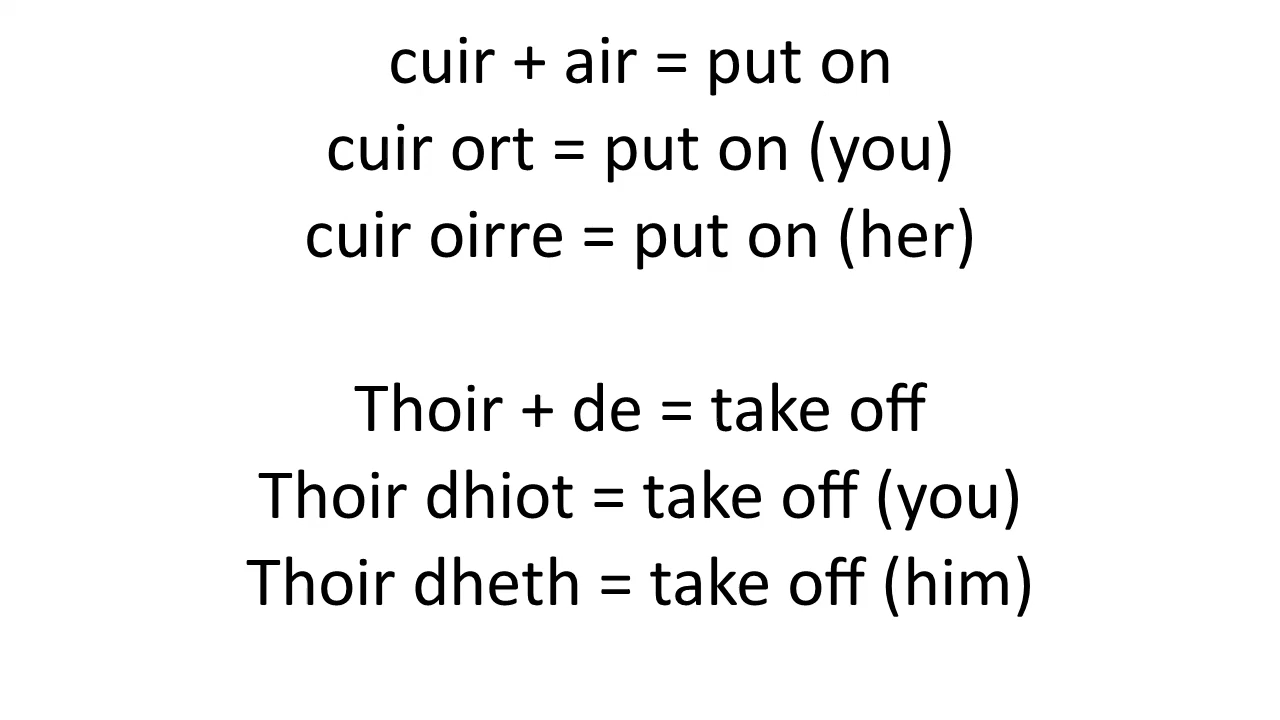 cuir + air = put on
cuir ort = put on (you)
cuir oirre = put on (her)
Thoir + de = take off
Thoir dhiot = take off (you)
Thoir dheth = take off (him)